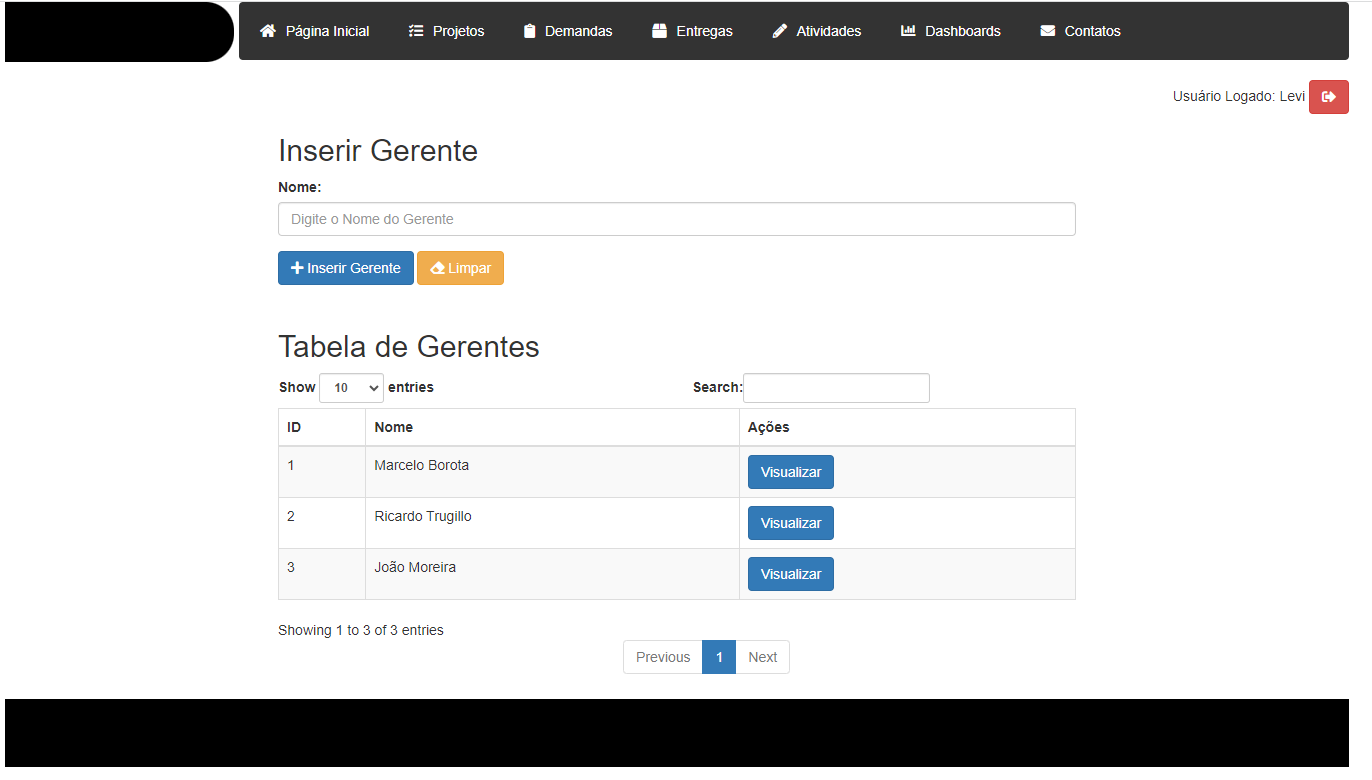 Página Inicial Projetos Demandas Entregas Atividades Dashboards Contatos
Usuário Logado: Levi
Inserir Gerente
Nome:
Digite o Nome do Gerente
Inserir Gerente Limpar
Tabela de Gerentes
Show 10 entries Search:
ID Nome Ações
1 Marcelo Borota Visualizar
2 Ricardo Trugillo Visualizar
3 João Moreira Visualizar
Showing 1 to 3 of 3 entries
Previous 1 Next